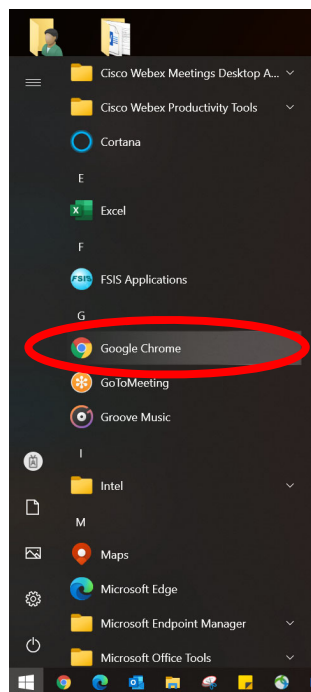 Cisco Webex Meetings Desktop A...
Cisco Webex Productivity Tools
Cortana
E
Excel
F
FSIS
FSIS Applications
G
Google Chrome
GoToMeeting
Groove Music
I
Intel
M
Maps
Microsoft Edge
Microsoft Endpoint Manager
Microsoft Office Tools